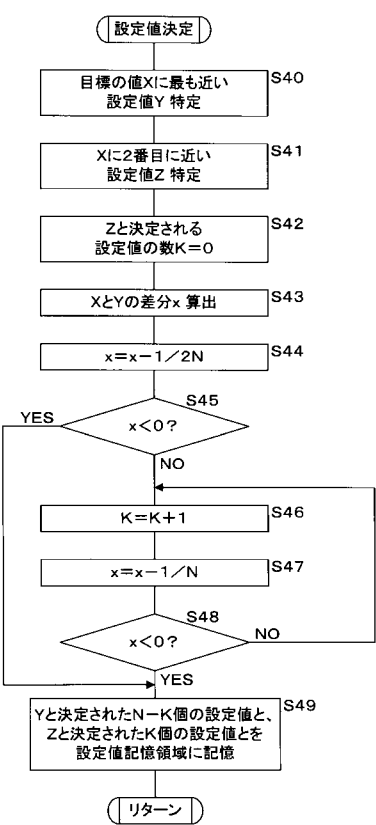 設定値決定
目標の値Xに最も近い
設定値Y 特定
S40
Xに2番目に近い
設定値Z 特定
S41
Zと決定される
設定値の数K=0
S42
XとYの差分x 算出
S43
x=x-1/2N
S44
S45
YES
x<0?
NO
K=K+1
S46
x=x-1/N
S47
S48
x<0?
NO
YES
Yと決定されたN-K個の設定値と、
Zと決定されたK個の設定値とを
設定値記憶領域に記憶
S49
リターン